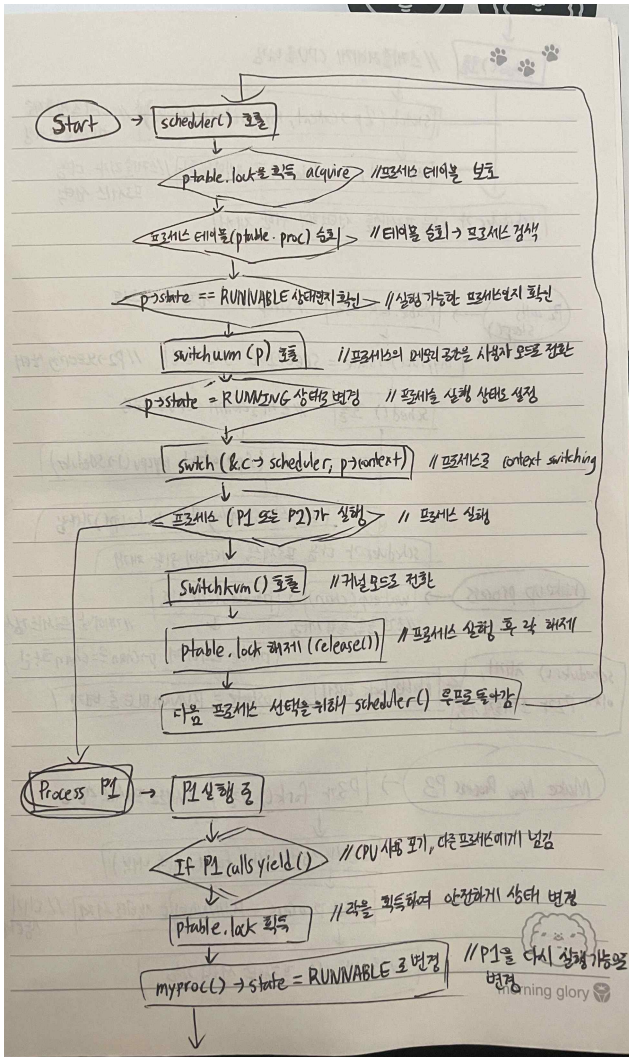 Start → scheduler() 호출
ptable.lock을 획득 acquire //프로세스 테이블 보호
프로세스 테이블(ptable.proc) 순회 //테이블 순회 → 프로세스 검색
p→state == RUNNABLE 상태인지 확인 //실행 가능한 프로세스인지 확인
switchuvm (p) 호출 //프로세스의 메모리 공간을 사용자 모드로 전환
p→state = RUNNING 상태로 변경 //프로세를 실행 상태로 설정
swtch (&.c→scheduler, p→context) //프로세스로 context switching
프로세스 (P1 또는 P2)가 실행 // 프로세스 실행
Switchkvm() 호출 //커널모드로 전환
ptable.lock 해제 (release()) //프로세스 실행 후 락 해제
다음 프로세스 선택을 위해 scheduler() 루프로 돌아감
Process P1 → P1 실행 중
If P1 calls yield() //CPU 사용 포기, 다른 프로세스에게 넘김
ptable.lock 획득 //락을 획득하여 안전하게 상태 변경
myproc() → state = RUNNABLE 로 변경 //P1을 다시 실행 가능으로
변경
morning glory